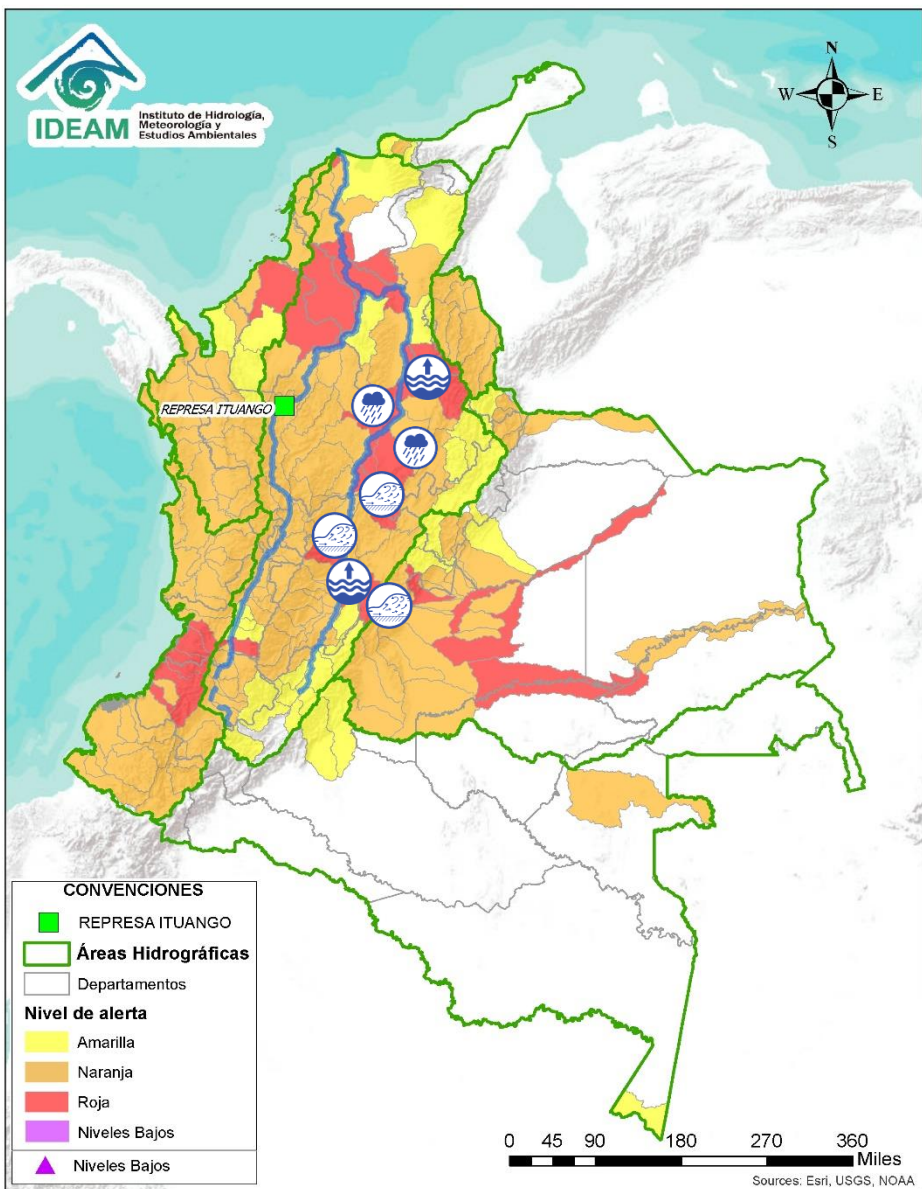 IDEAM
Instituto de Hidrología,
Meteorología y
Estudios Ambientales
N
W
E
S
REPRESA ITUANGO
CONVENCIONES
REPRESA ITUANGO
Áreas Hidrográficas
Departamentos
Nivel de alerta
Amarilla
Naranja
Roja
Niveles Bajos
Niveles Bajos
0 45 90 180 270 360
Miles
Sources: Esri, USGS, NOAA